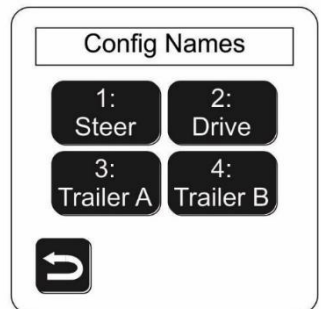 Config Names
1:
Steer
2:
Drive
3:
Trailer A
4:
Trailer B